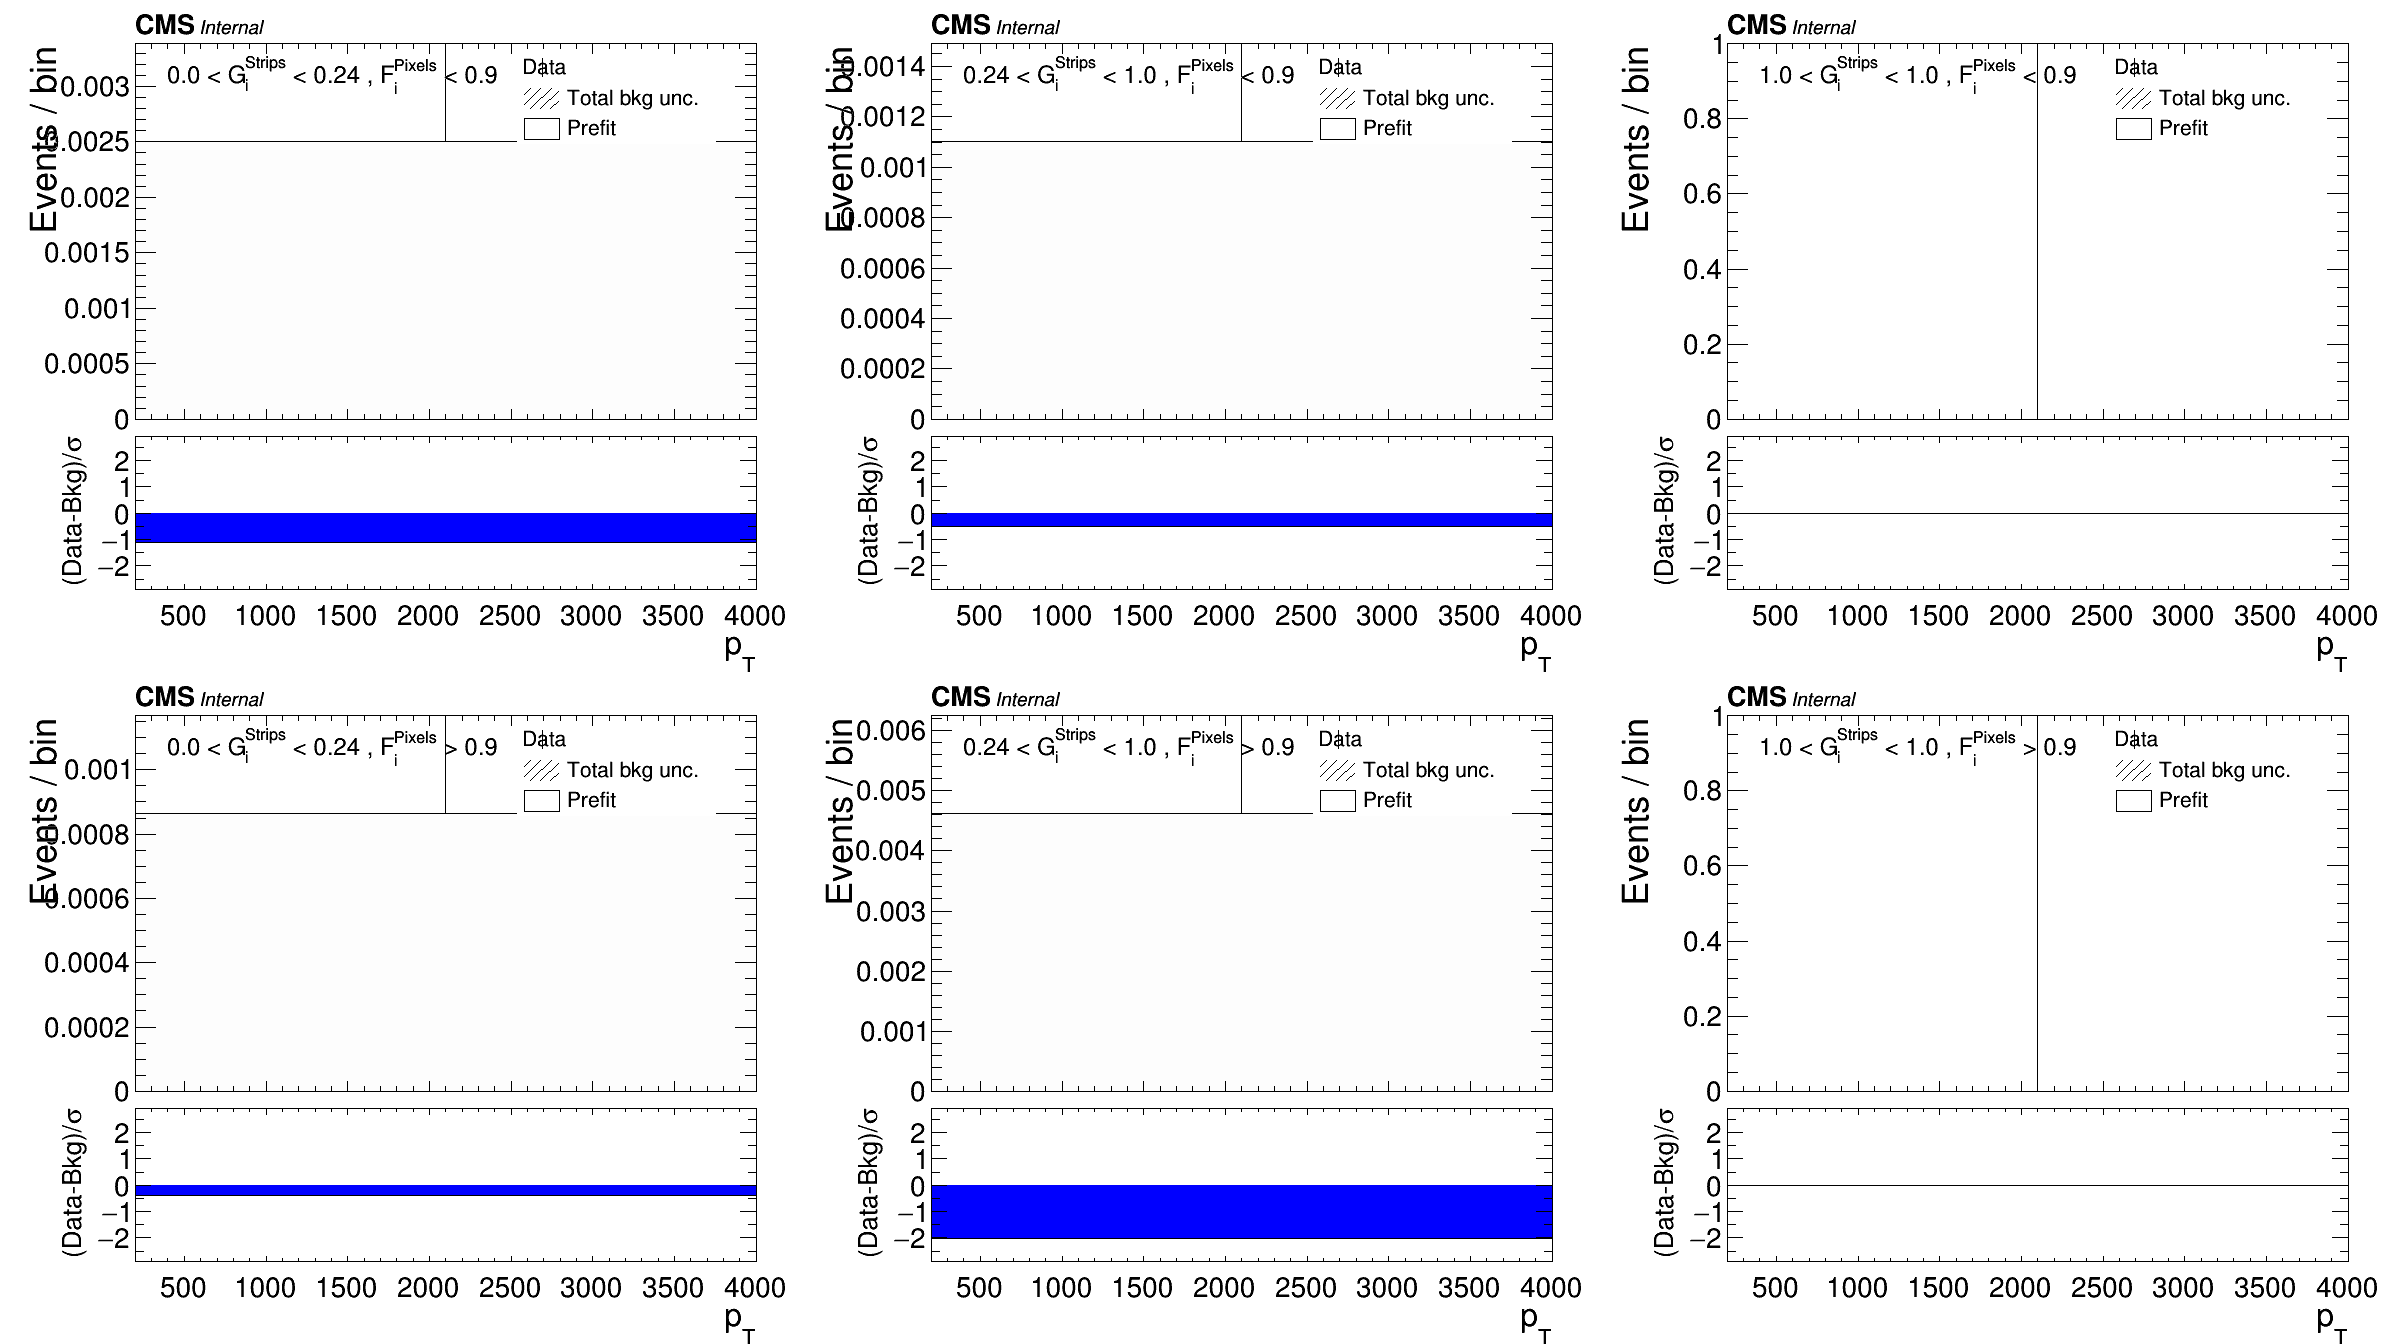 CMS Internal
Events / bin
0.0 < G_i^Strips < 0.24 , F_i^Pixels < 0.9
Data
Total bkg unc.
Prefit
0.003
0.0025
0.002
0.0015
0.001
0.0005
0
(Data-Bkg)/σ
2
1
0
−1
−2
500 1000 1500 2000 2500 3000 3500 4000
p_T
CMS Internal
Events / bin
0.24 < G_i^Strips < 1.0 , F_i^Pixels < 0.9
Data
Total bkg unc.
Prefit
0.0014
0.0012
0.001
0.0008
0.0006
0.0004
0.0002
0
(Data-Bkg)/σ
2
1
0
−1
−2
500 1000 1500 2000 2500 3000 3500 4000
p_T
CMS Internal
Events / bin
1.0 < G_i^Strips < 1.0 , F_i^Pixels < 0.9
Data
Total bkg unc.
Prefit
1
0.8
0.6
0.4
0.2
0
(Data-Bkg)/σ
2
1
0
−1
−2
500 1000 1500 2000 2500 3000 3500 4000
p_T
CMS Internal
Events / bin
0.0 < G_i^Strips < 0.24 , F_i^Pixels > 0.9
Data
Total bkg unc.
Prefit
0.001
0.0008
0.0006
0.0004
0.0002
0
(Data-Bkg)/σ
2
1
0
−1
−2
500 1000 1500 2000 2500 3000 3500 4000
p_T
CMS Internal
Events / bin
0.24 < G_i^Strips < 1.0 , F_i^Pixels > 0.9
Data
Total bkg unc.
Prefit
0.006
0.005
0.004
0.003
0.002
0.001
0
(Data-Bkg)/σ
2
1
0
−1
−2
500 1000 1500 2000 2500 3000 3500 4000
p_T
CMS Internal
Events / bin
1.0 < G_i^Strips < 1.0 , F_i^Pixels > 0.9
Data
Total bkg unc.
Prefit
1
0.8
0.6
0.4
0.2
0
(Data-Bkg)/σ
2
1
0
−1
−2
500 1000 1500 2000 2500 3000 3500 4000
p_T